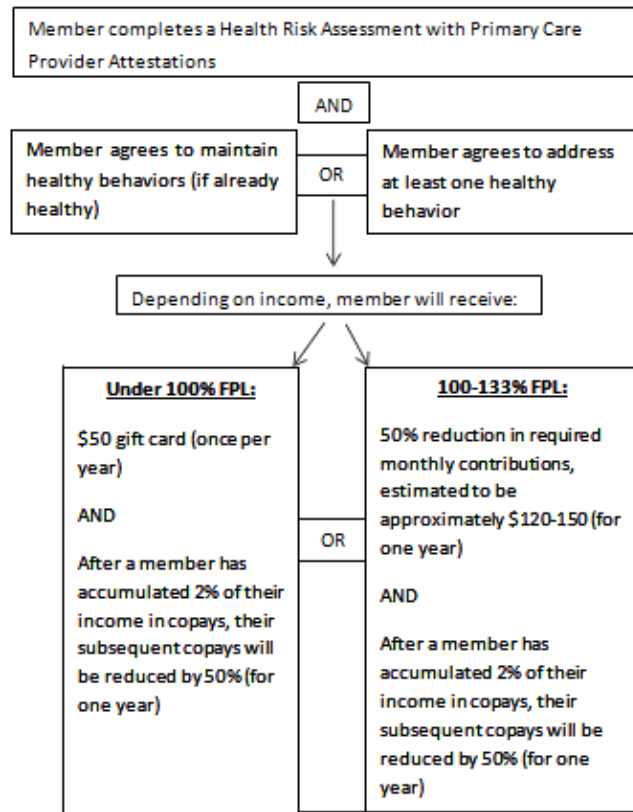 Member completes a Health Risk Assessment with Primary Care
Provider Attestations
AND
Member agrees to maintain
healthy behaviors (if already
healthy)
OR
Member agrees to address
at least one healthy
behavior
Depending on income, member will receive:
Under 100% FPL:
$50 gift card (once per
year)
AND
After a member has
accumulated 2% of their
income in copays, their
subsequent copays will
be reduced by 50% (for
one year)
OR
100-133% FPL:
50% reduction in required
monthly contributions,
estimated to be
approximately $120-150 (for
one year)
AND
After a member has
accumulated 2% of their
income in copays, their
subsequent copays will be
reduced by 50% (for one
year)